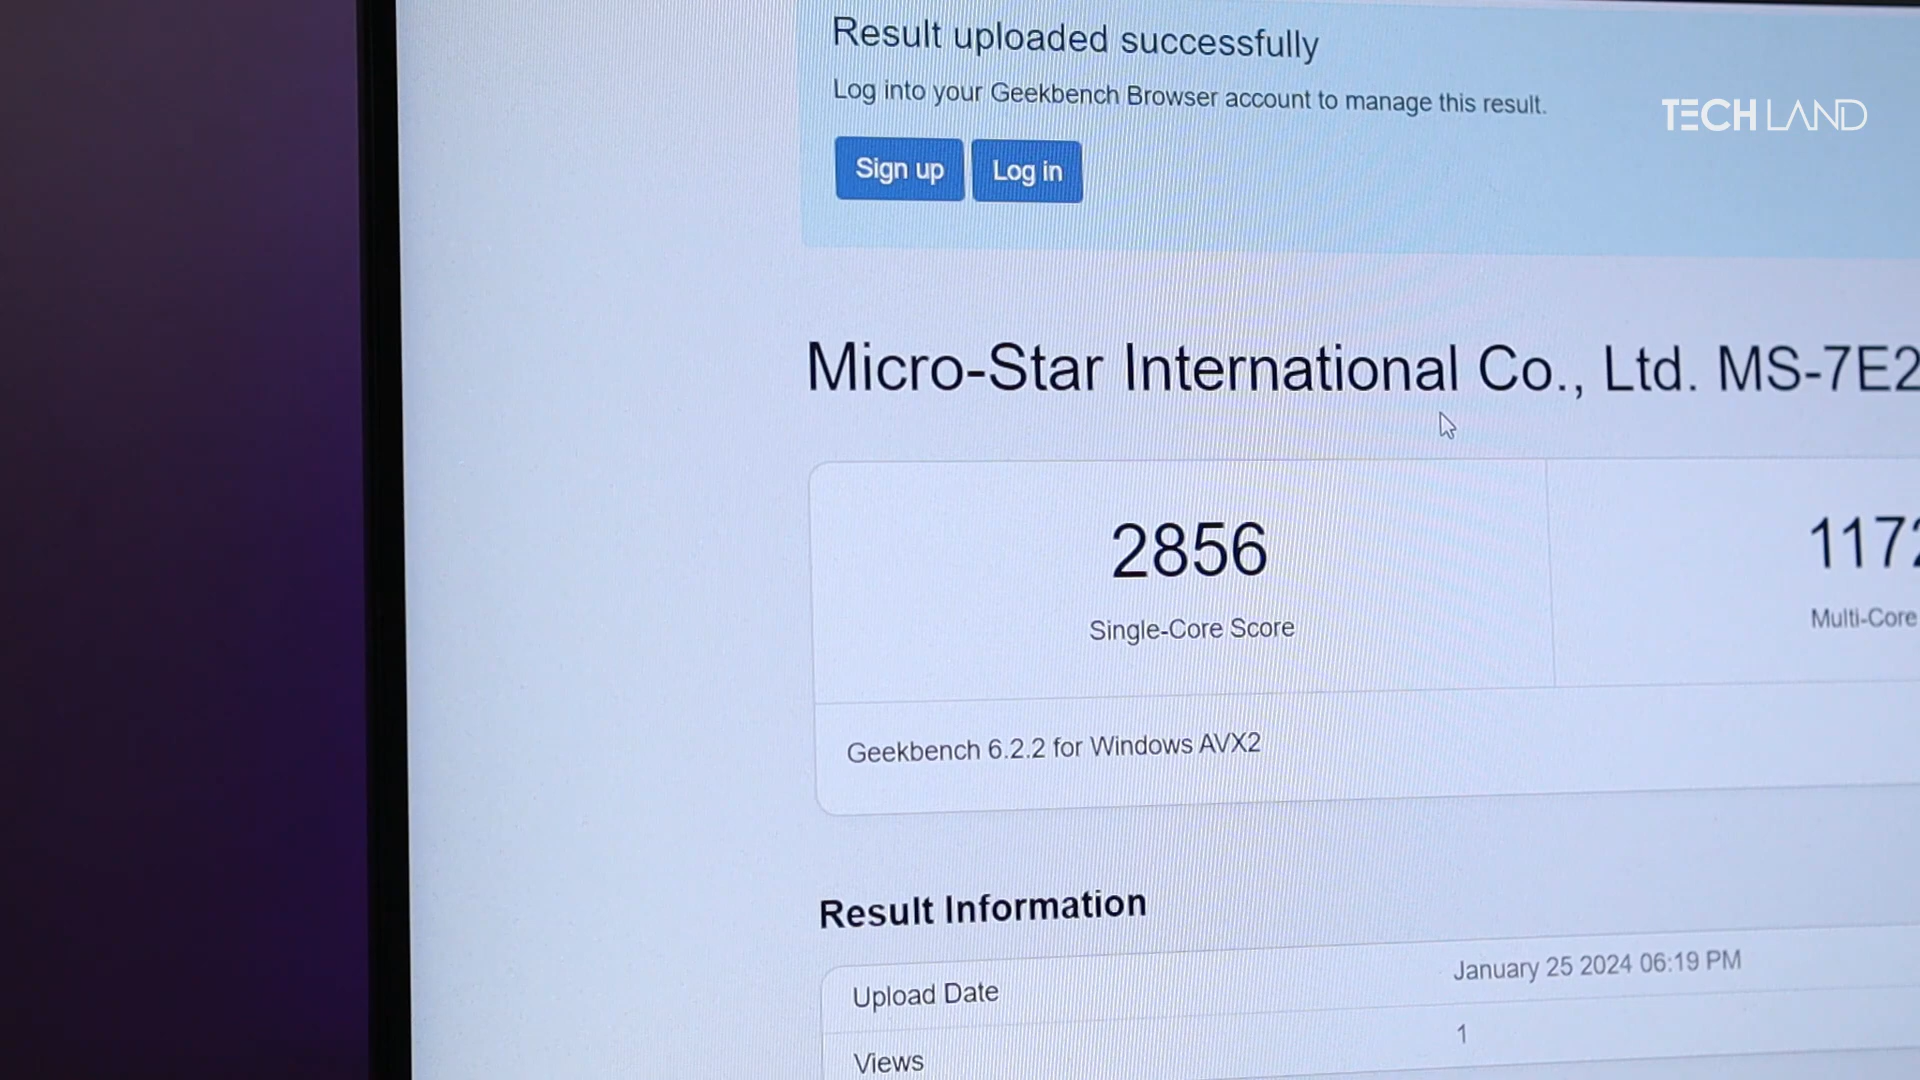 Result uploaded successfully
Log into your Geekbench Browser account to manage this result.
TECHLAND
Sign up Log in
Micro-Star International Co., Ltd. MS-7E2
2856 117
Single-Core Score Multi-Core
Geekbench 6.2.2 for Windows AVX2
Result Information
Upload Date January 25 2024 06:19 PM
Views 1